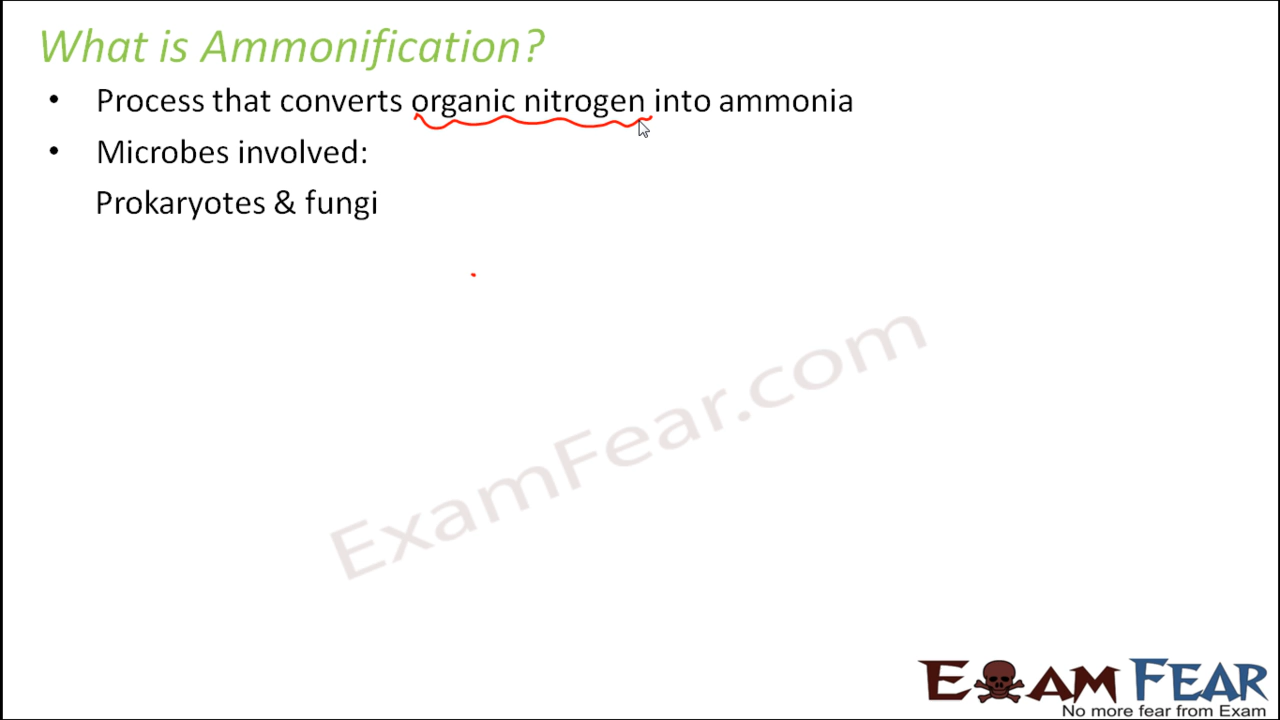 What is Ammonification?
• Process that converts organic nitrogen into ammonia
• Microbes involved:
Prokaryotes & fungi
ExamFear.com
EXAM FEAR
No more fear from Exam